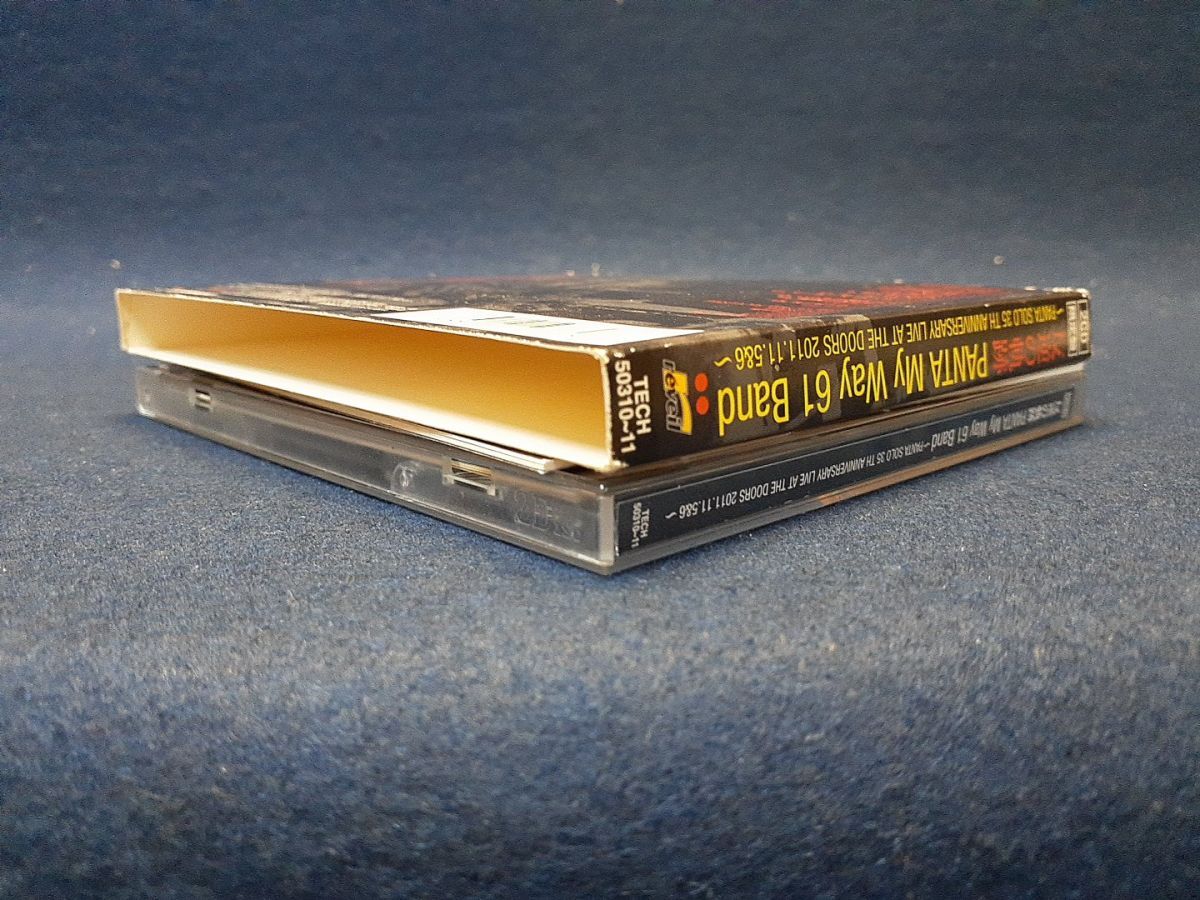 PANTA My Way 61 Band
~PANTA SOLO 35 TH ANNIVERSARY LIVE AT THE DOORS 2011.11.5&6~
reveil
TECH
50310~11
PANTA My Way 61 Band ~PANTA SOLO 35 TH ANNIVERSARY LIVE AT THE DOORS 2011.11.5&6~
TECH
50310~11